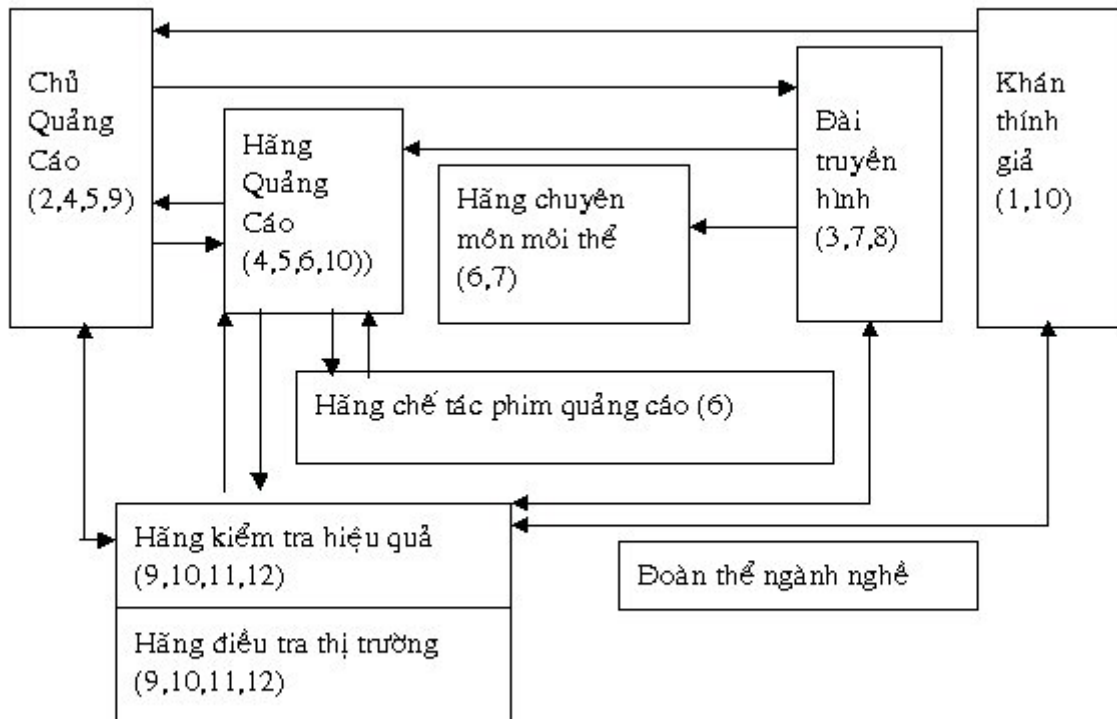 Chủ
Quảng
Cáo
(2,4,5,9)
Hãng
Quảng
Cáo
(4,5,6,10))
Hãng chuyên
môn môi thể
(6,7)
Đài
truyền
hình
(3,7,8)
Khán
thính
giả
(1,10)
Hãng chế tác phim quảng cáo (6)
Hãng kiểm tra hiệu quả
(9,10,11,12)
Đoàn thể ngành nghề
Hãng điều tra thị trường
(9,10,11,12)